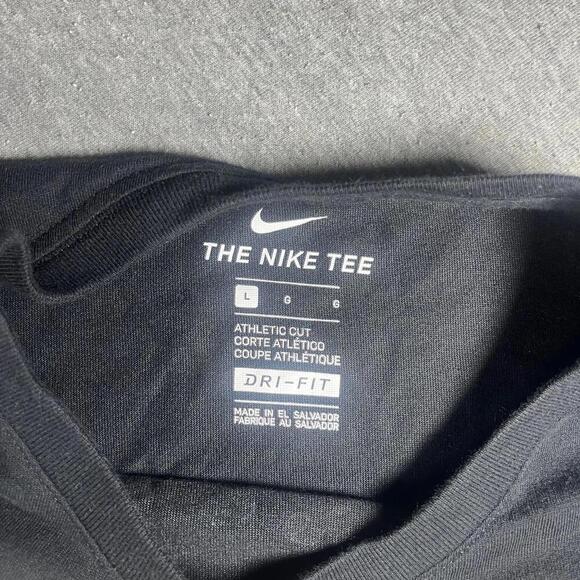 THE NIKE TEE
L G G
ATHLETIC CUT
CORTE ATLÉTICO
COUPE ATHLÉTIQUE
DRI-FIT
MADE IN EL SALVADOR
FABRIQUE AU SALVADOR